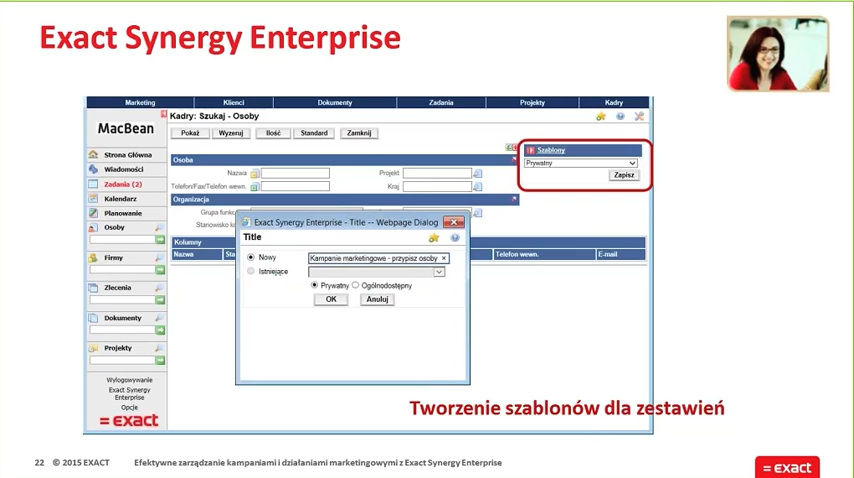 Exact Synergy Enterprise
Marketing Klienci Dokumenty Zadania Projekty Kadry
MacBean
Kadry: Szukaj - Osoby
Pokaż Wyzeruj Ilość Standard Zamknij
Szablony
Prywatny
Zapisz
Strona Główna
Wiadomości
Zadania (2)
Kalendarz
Planowanie
Osoby
Firmy
Zlecenia
Dokumenty
Projekty
Wylogowywanie
Exact Synergy
Enterprise
Opcje
= exact
Osoba
Nazwa Projekt
Telefon/Fax/Telefon wewn. Kraj
Organizacja
Grupa funkc
Stanowisko
Kolumny
Nazwa Telefon wewn. E-mail
Exact Synergy Enterprise - Title -- Webpage Dialog
Title
Nowy Kampanie marketingowe - przypisz osoby ×
Istniejące
Prywatny Ogólnodostępny
OK Anuluj
Tworzenie szablonów dla zestawień
22 © 2015 EXACT Efektywne zarządzanie kampaniami i działaniami marketingowymi z Exact Synergy Enterprise
= exact